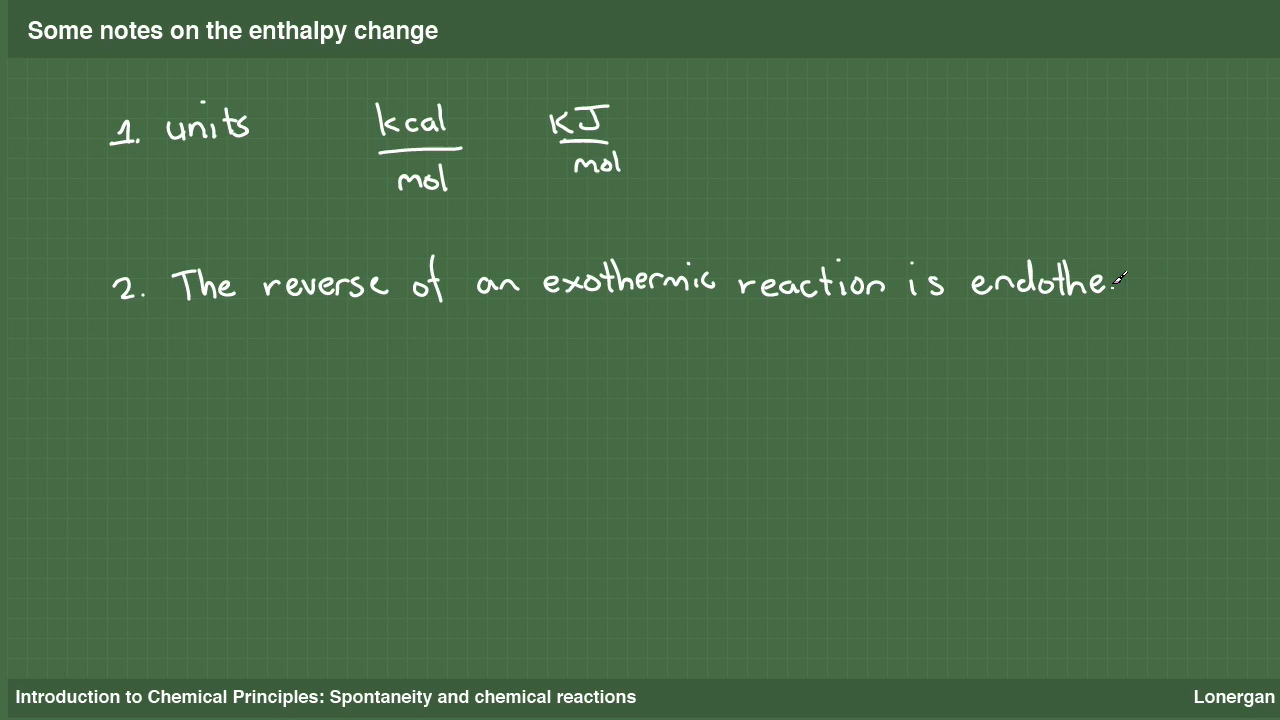 Some notes on the enthalpy change
1. units kcal/mol KJ/mol
2. The reverse of an exothermic reaction is endothe
Introduction to Chemical Principles: Spontaneity and chemical reactions
Lonergan